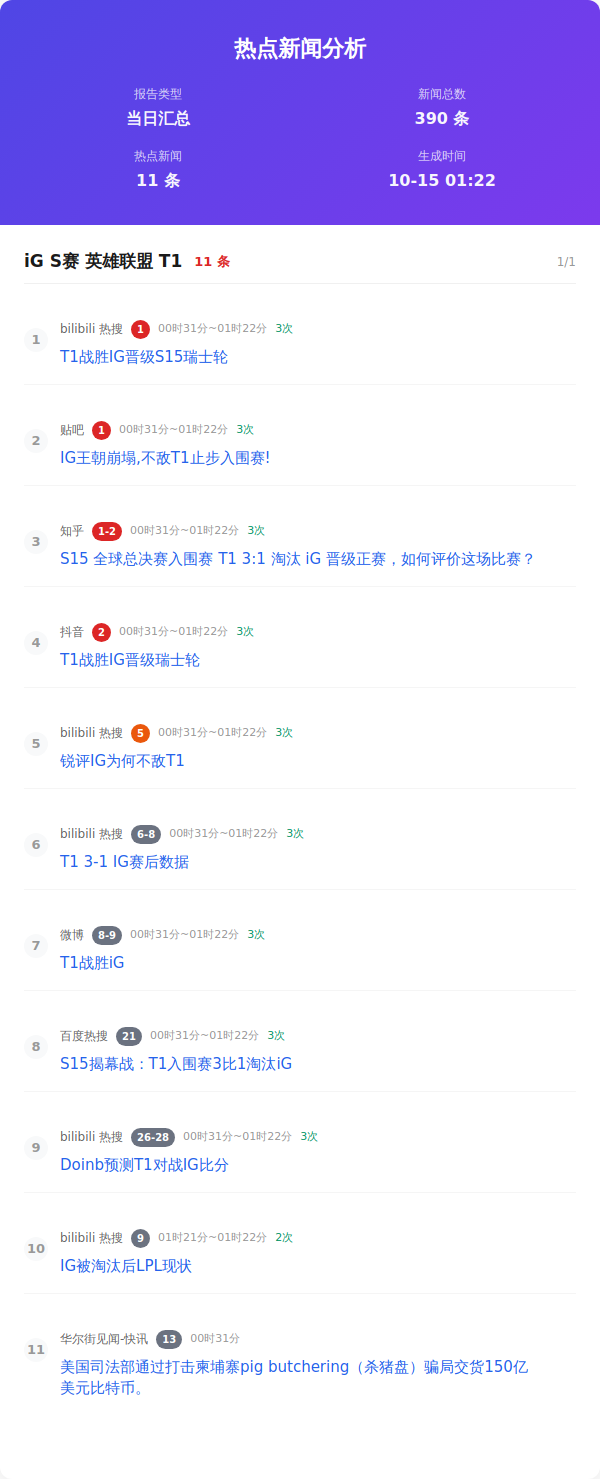 热点新闻分析
报告类型
新闻总数
当日汇总
390 条
热点新闻
生成时间
11 条
10-15 01:22
iG S赛 英雄联盟 T1 11 条 1/1
1 bilibili 热搜 1 00时31分~01时22分 3次
T1战胜IG晋级S15瑞士轮
2 贴吧 1 00时31分~01时22分 3次
IG王朝崩塌,不敌T1止步入围赛!
3 知乎 1-2 00时31分~01时22分 3次
S15 全球总决赛入围赛 T1 3:1 淘汰 iG 晋级正赛，如何评价这场比赛？
4 抖音 2 00时31分~01时22分 3次
T1战胜IG晋级瑞士轮
5 bilibili 热搜 5 00时31分~01时22分 3次
锐评IG为何不敌T1
6 bilibili 热搜 6-8 00时31分~01时22分 3次
T1 3-1 IG赛后数据
7 微博 8-9 00时31分~01时22分 3次
T1战胜iG
8 百度热搜 21 00时31分~01时22分 3次
S15揭幕战：T1入围赛3比1淘汰iG
9 bilibili 热搜 26-28 00时31分~01时22分 3次
Doinb预测T1对战IG比分
10 bilibili 热搜 9 01时21分~01时22分 2次
IG被淘汰后LPL现状
11 华尔街见闻-快讯 13 00时31分
美国司法部通过打击柬埔寨pig butchering（杀猪盘）骗局交货150亿
美元比特币。